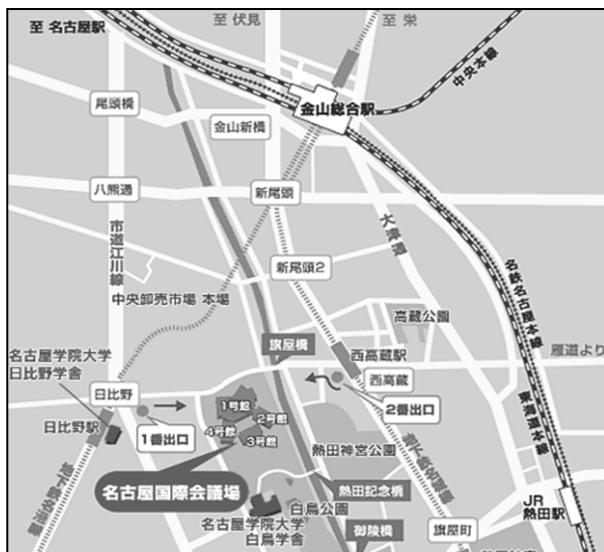 至 名古屋駅
至 伏見
至 栄
中央本線
金山総合駅
尾頭橋
金山新橋
八熊通
新尾頭
市道江川線
大津通
新尾頭2
名鉄名古屋本線
中央卸売市場 本場
高蔵公園
旗屋橋
名古屋学院大学
日比野学舎
西高蔵駅
雁道より
西高蔵
日比野
1号館
2号館
4号館
3号館
2番出口
東海道本線
日比野駅
1番出口
熱田神宮公園
名古屋国際会議場
熱田記念橋
白鳥公園
JR
熱田駅
名古屋学院大学
白鳥学舎
御陵橋
旗屋町